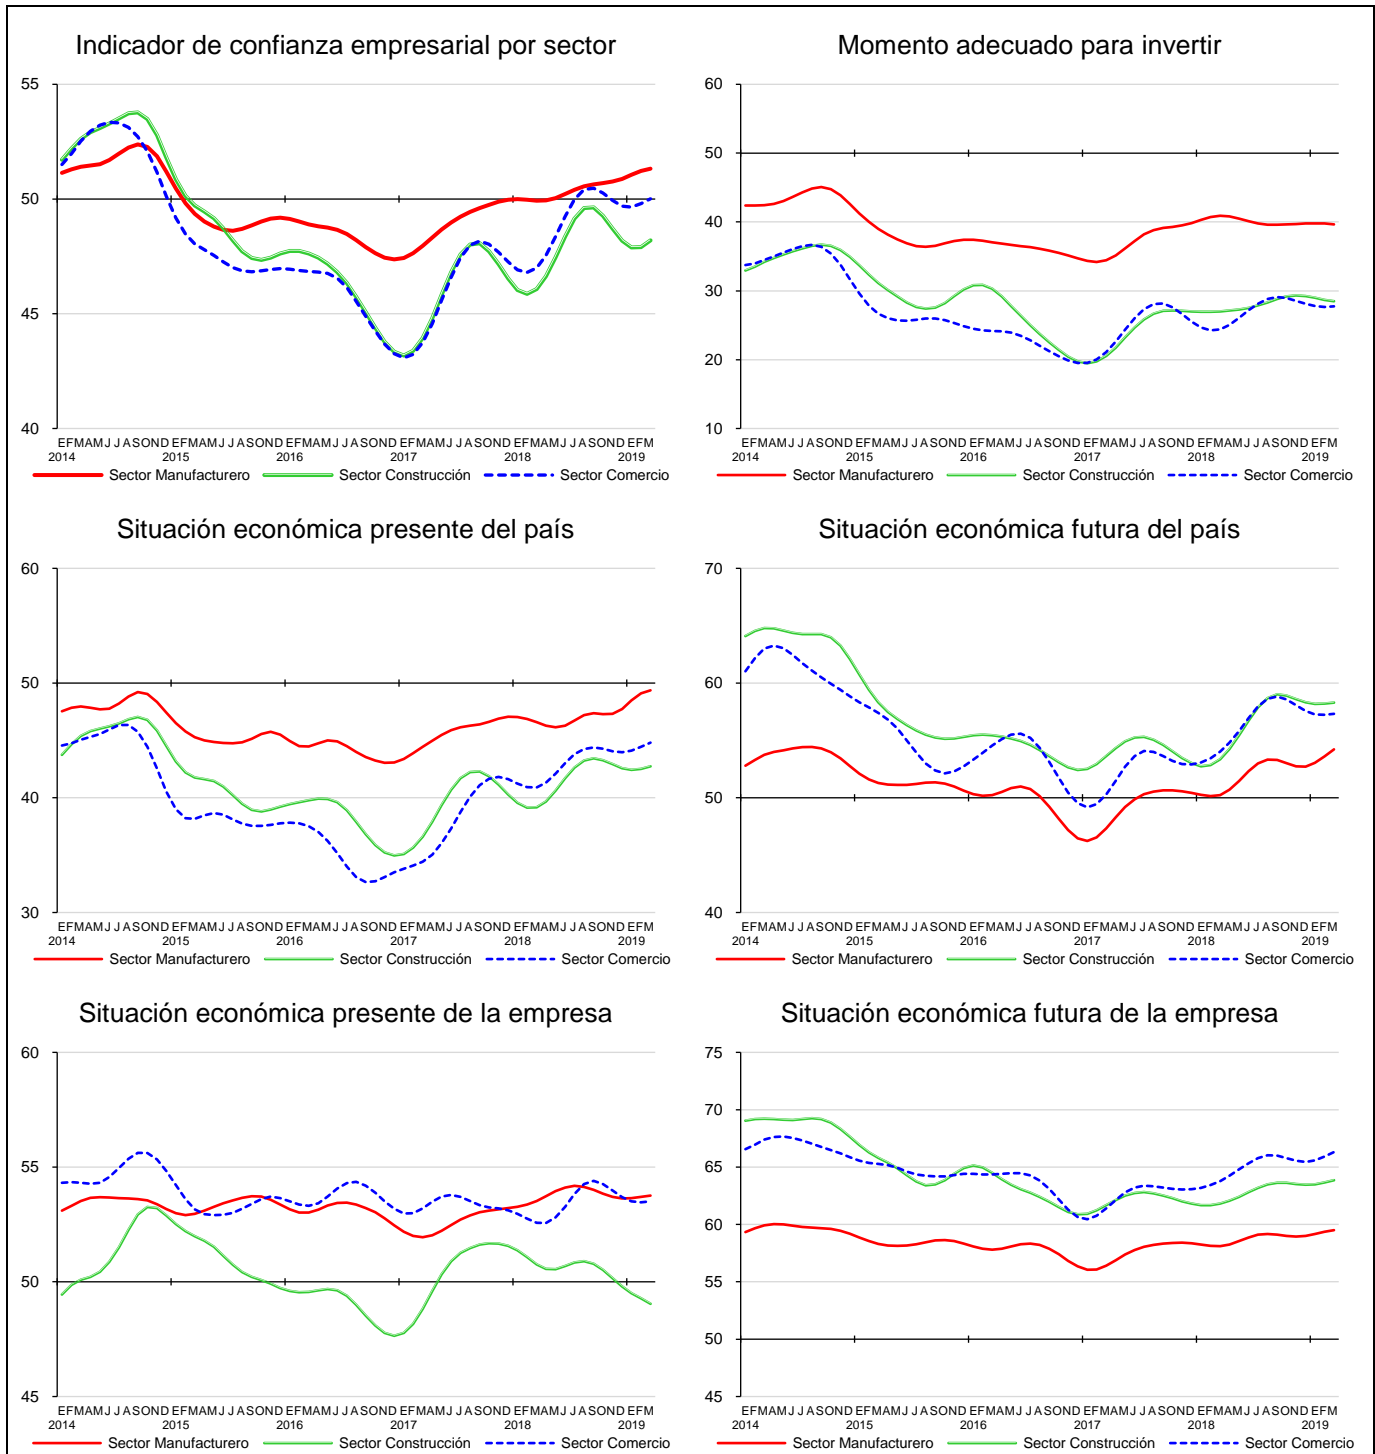 Indicador de confianza empresarial por sector
55
50
45
40
EFMAMJ J ASOND EFMAMJ J ASOND EFMAMJ J ASOND EFMAMJ J ASOND EFMAMJ J ASOND EFM
2014 2015 2016 2017 2018 2019
Sector Manufacturero Sector Construcción Sector Comercio
Momento adecuado para invertir
60
50
40
30
20
10
EFMAMJ J ASOND EFMAMJ J ASOND EFMAMJ J ASOND EFMAMJ J ASOND EFMAMJ J ASOND EFM
2014 2015 2016 2017 2018 2019
Sector Manufacturero Sector Construcción Sector Comercio
Situación económica presente del país
60
50
40
30
EFMAMJ J ASOND EFMAMJ J ASOND EFMAMJ J ASOND EFMAMJ J ASOND EFMAMJ J ASOND EFM
2014 2015 2016 2017 2018 2019
Sector Manufacturero Sector Construcción Sector Comercio
Situación económica futura del país
70
60
50
40
EFMAMJ J ASOND EFMAMJ J ASOND EFMAMJ J ASOND EFMAMJ J ASOND EFMAMJ J ASOND EFM
2014 2015 2016 2017 2018 2019
Sector Manufacturero Sector Construcción Sector Comercio
Situación económica presente de la empresa
60
55
50
45
EFMAMJ J ASOND EFMAMJ J ASOND EFMAMJ J ASOND EFMAMJ J ASOND EFMAMJ J ASOND EFM
2014 2015 2016 2017 2018 2019
Sector Manufacturero Sector Construcción Sector Comercio
Situación económica futura de la empresa
75
70
65
60
55
50
45
EFMAMJ J ASOND EFMAMJ J ASOND EFMAMJ J ASOND EFMAMJ J ASOND EFMAMJ J ASOND EFM
2014 2015 2016 2017 2018 2019
Sector Manufacturero Sector Construcción Sector Comercio